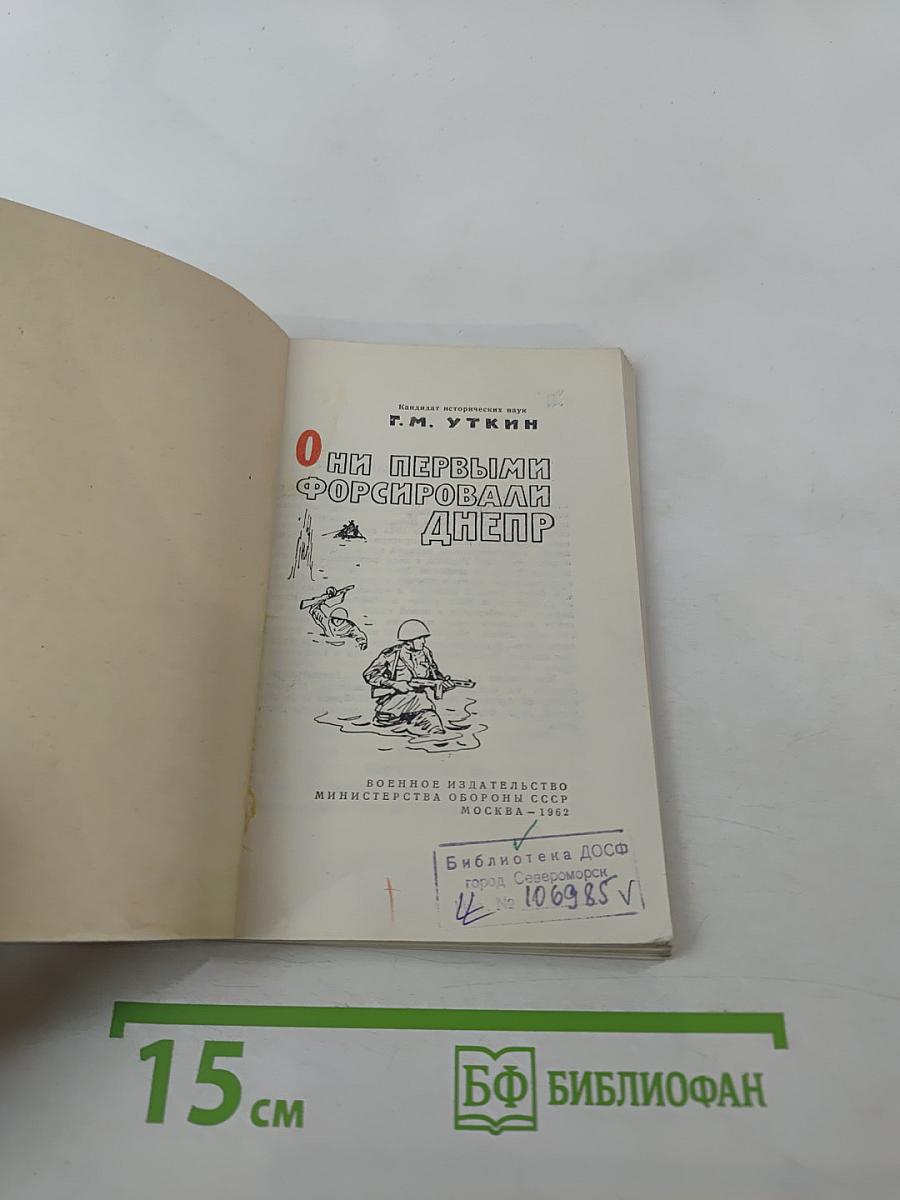 Кандидат исторических наук
Г.М. УТКИН
ОНИ ПЕРВЫМИ
ФОРСИРОВАЛИ
ДНЕПР
ВОЕННОЕ ИЗДАТЕЛЬСТВО
МИНИСТЕРСТВА ОБОРОНЫ СССР
МОСКВА — 1962
Библиотека ДОСФ
город Североморск
№ 106985
15 см
БФ БИБЛИОФАН